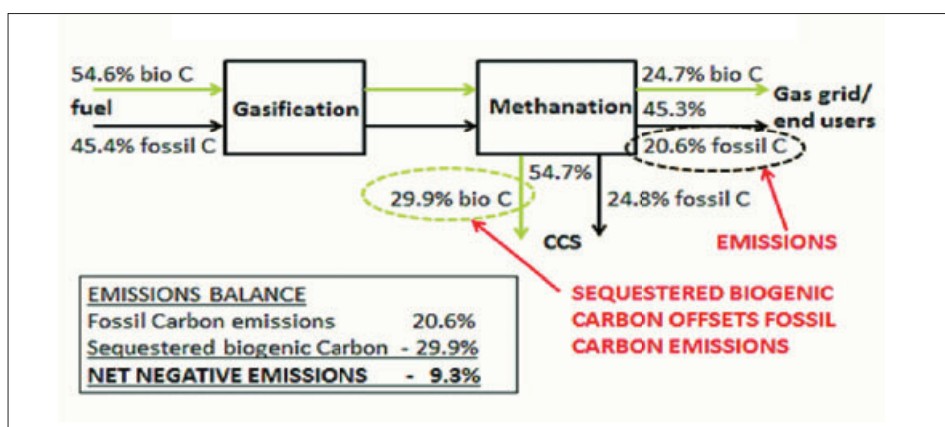 54.6% bio C
fuel
45.4% fossil C
Gasification
Methanation
24.7% bio C
45.3%
20.6% fossil C
Gas grid/
end users
54.7%
29.9% bio C
24.8% fossil C
CCS
EMISSIONS
SEQUESTERED BIOGENIC
CARBON OFFSETS FOSSIL
CARBON EMISSIONS
EMISSIONS BALANCE
Fossil Carbon emissions 20.6%
Sequestered biogenic Carbon - 29.9%
NET NEGATIVE EMISSIONS - 9.3%